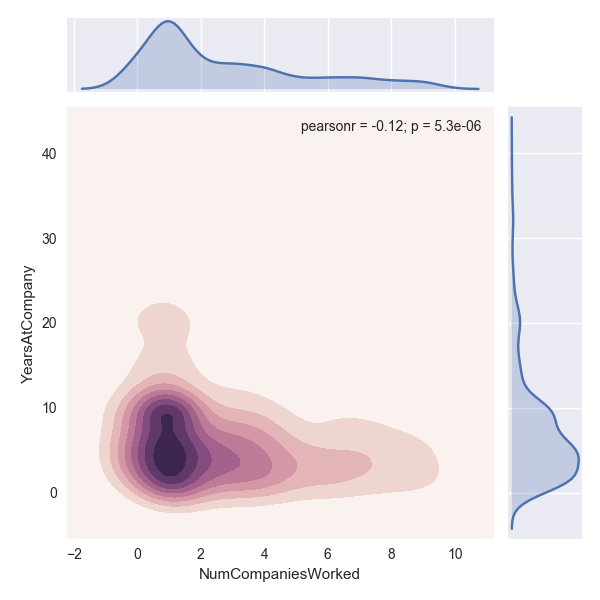 pearsonr = -0.12; p = 5.3e-06
40
30
20
10
0
YearsAtCompany
−2 0 2 4 6 8 10
NumCompaniesWorked